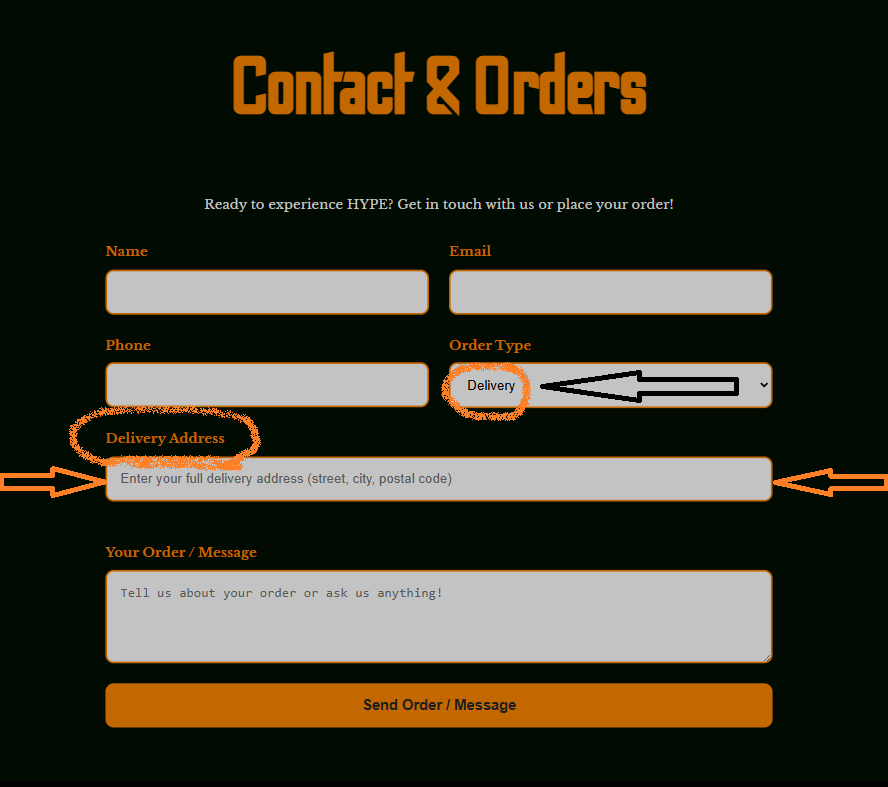 Contact & Orders
Ready to experience HYPE? Get in touch with us or place your order!
Name
Email
Phone
Order Type
Delivery
Delivery Address
Enter your full delivery address (street, city, postal code)
Your Order / Message
Tell us about your order or ask us anything!
Send Order / Message